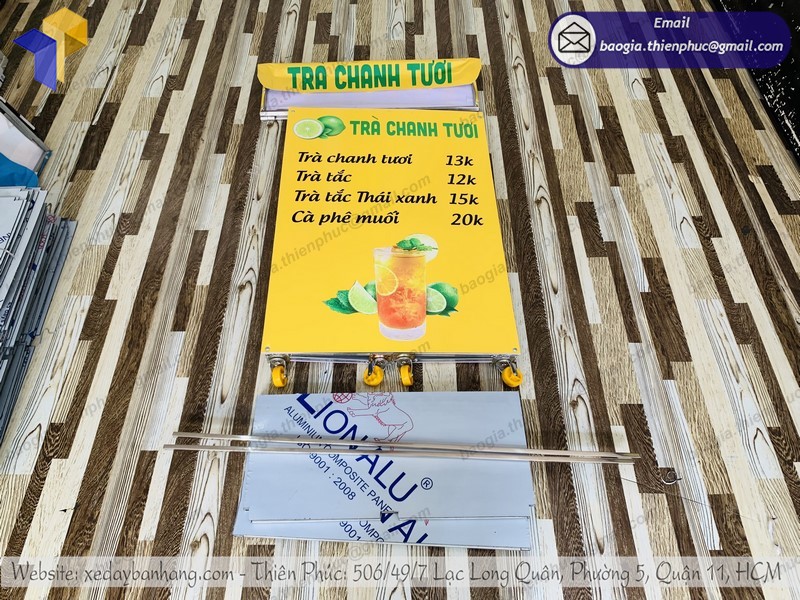 Email
baogia.thienphuc@gmail.com
TRÀ CHANH TƯƠI
TRÀ CHANH TƯƠI
Trà chanh tươi 13k
Trà tắc 12k
Trà tắc Thái xanh 15k
Cà phê muối 20k
LIONALU®
ALUMINIUM COMPOSITE PANEL
9001 : 2008
Website: xedaybanhang.com - Thiên Phúc: 506/49/7 Lạc Long Quân, Phường 5, Quận 11, HCM